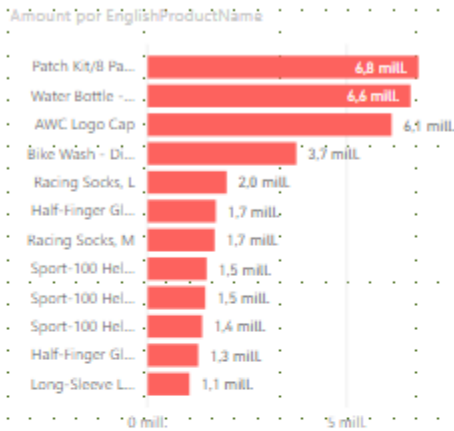 Amount por EnglishProductName
Patch Kit/8 Pa... 6,8 mill.
Water Bottle -... 6,6 mill.
AWC Logo Cap 6,1 mill.
Bike Wash - Di... 3,7 mill.
Racing Socks, L 2,0 mill.
Half-Finger Gl... 1,7 mill.
Racing Socks, M 1,7 mill.
Sport-100 Hel... 1,5 mill.
Sport-100 Hel... 1,5 mill.
Sport-100 Hel... 1,4 mill.
Half-Finger Gl... 1,3 mill.
Long-Sleeve L... 1,1 mill.
0 mill. 5 mill.